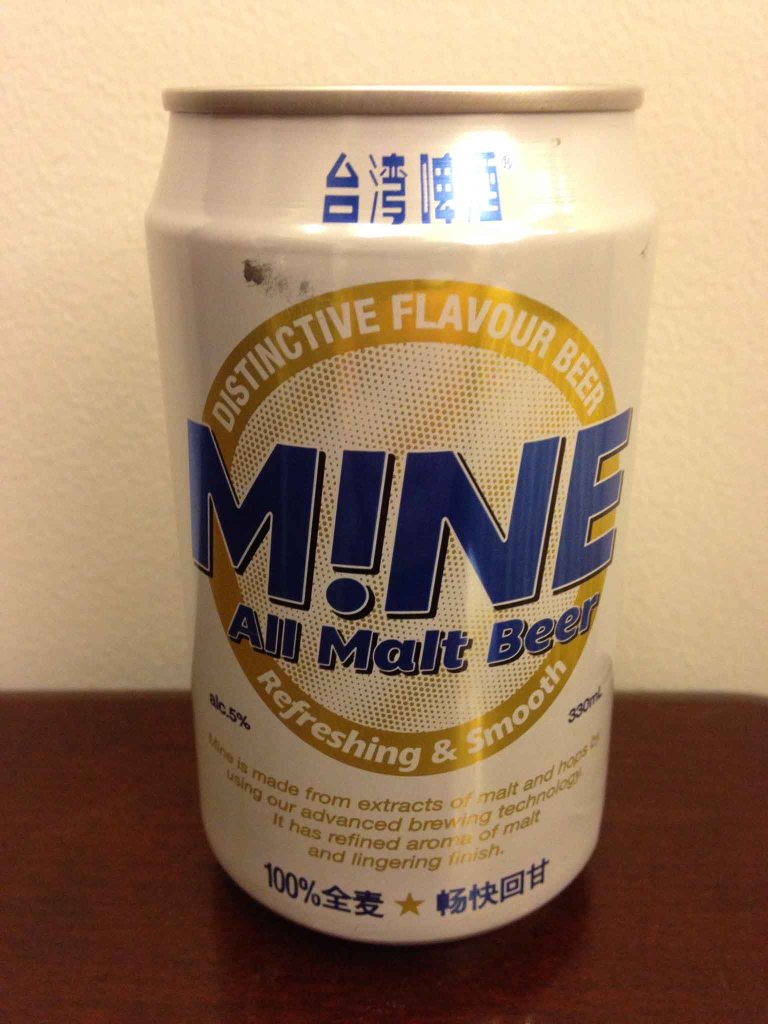 台湾啤酒®
DISTINCTIVE FLAVOUR BEER
M!NE
All Malt Beer
Refreshing & Smooth
alc.5%
330mL
Mine is made from extracts of malt and hops by
using our advanced brewing technology.
It has refined aroma of malt
and lingering finish.
100%全麦 ★ 畅快回甘